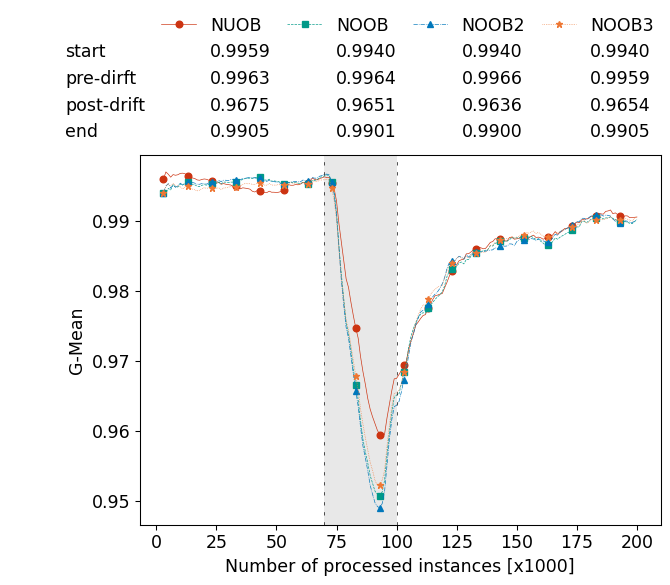 NUOB NOOB NOOB2 NOOB3
start 0.9959 0.9940 0.9940 0.9940
pre-dirft 0.9963 0.9964 0.9966 0.9959
post-drift 0.9675 0.9651 0.9636 0.9654
end 0.9905 0.9901 0.9900 0.9905
0.99
0.98
0.97
0.96
0.95
G-Mean
0 25 50 75 100 125 150 175 200
Number of processed instances [x1000]